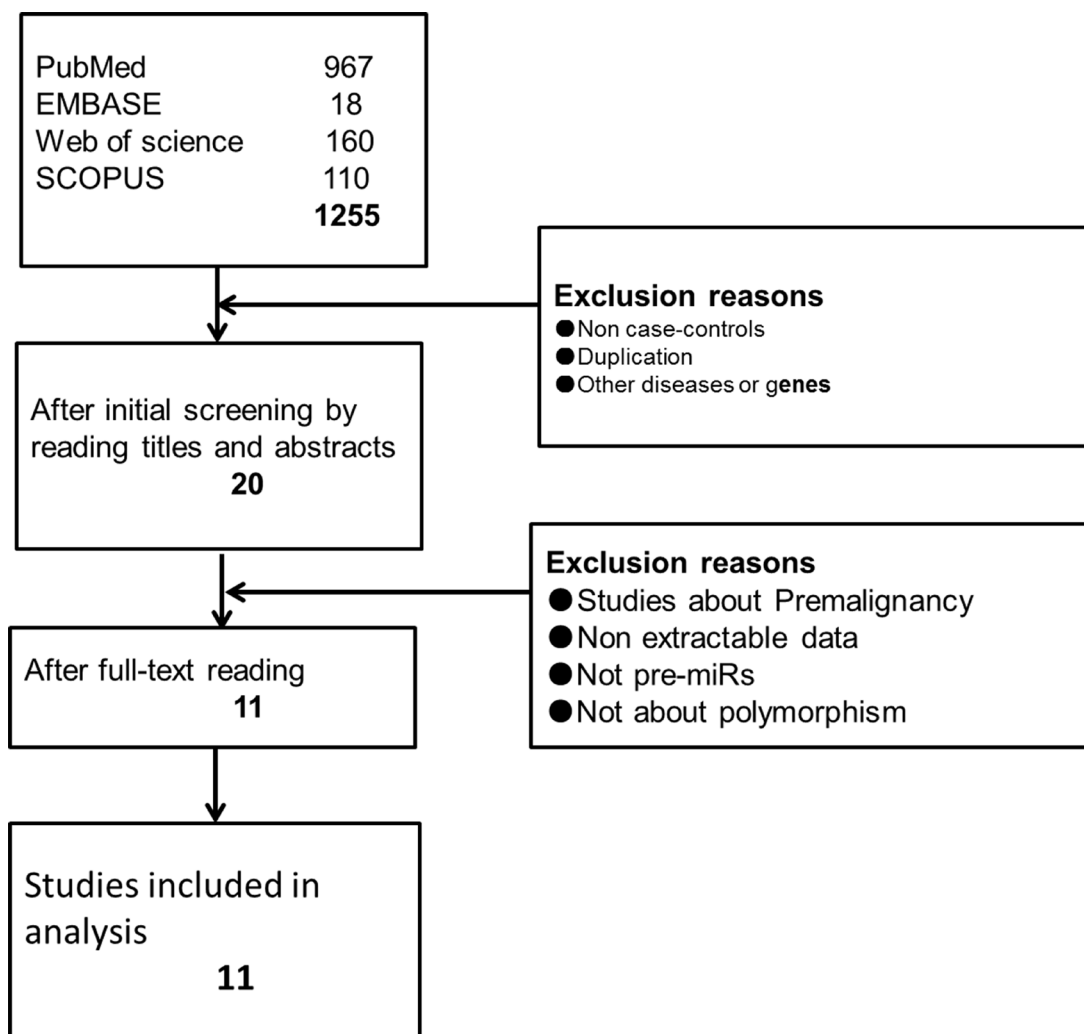 PubMed 967
EMBASE 18
Web of science 160
SCOPUS 110
1255
Exclusion reasons
●Non case-controls
●Duplication
●Other diseases or genes
After initial screening by
reading titles and abstracts
20
Exclusion reasons
●Studies about Premalignancy
●Non extractable data
●Not pre-miRs
●Not about polymorphism
After full-text reading
11
Studies included in
analysis
11